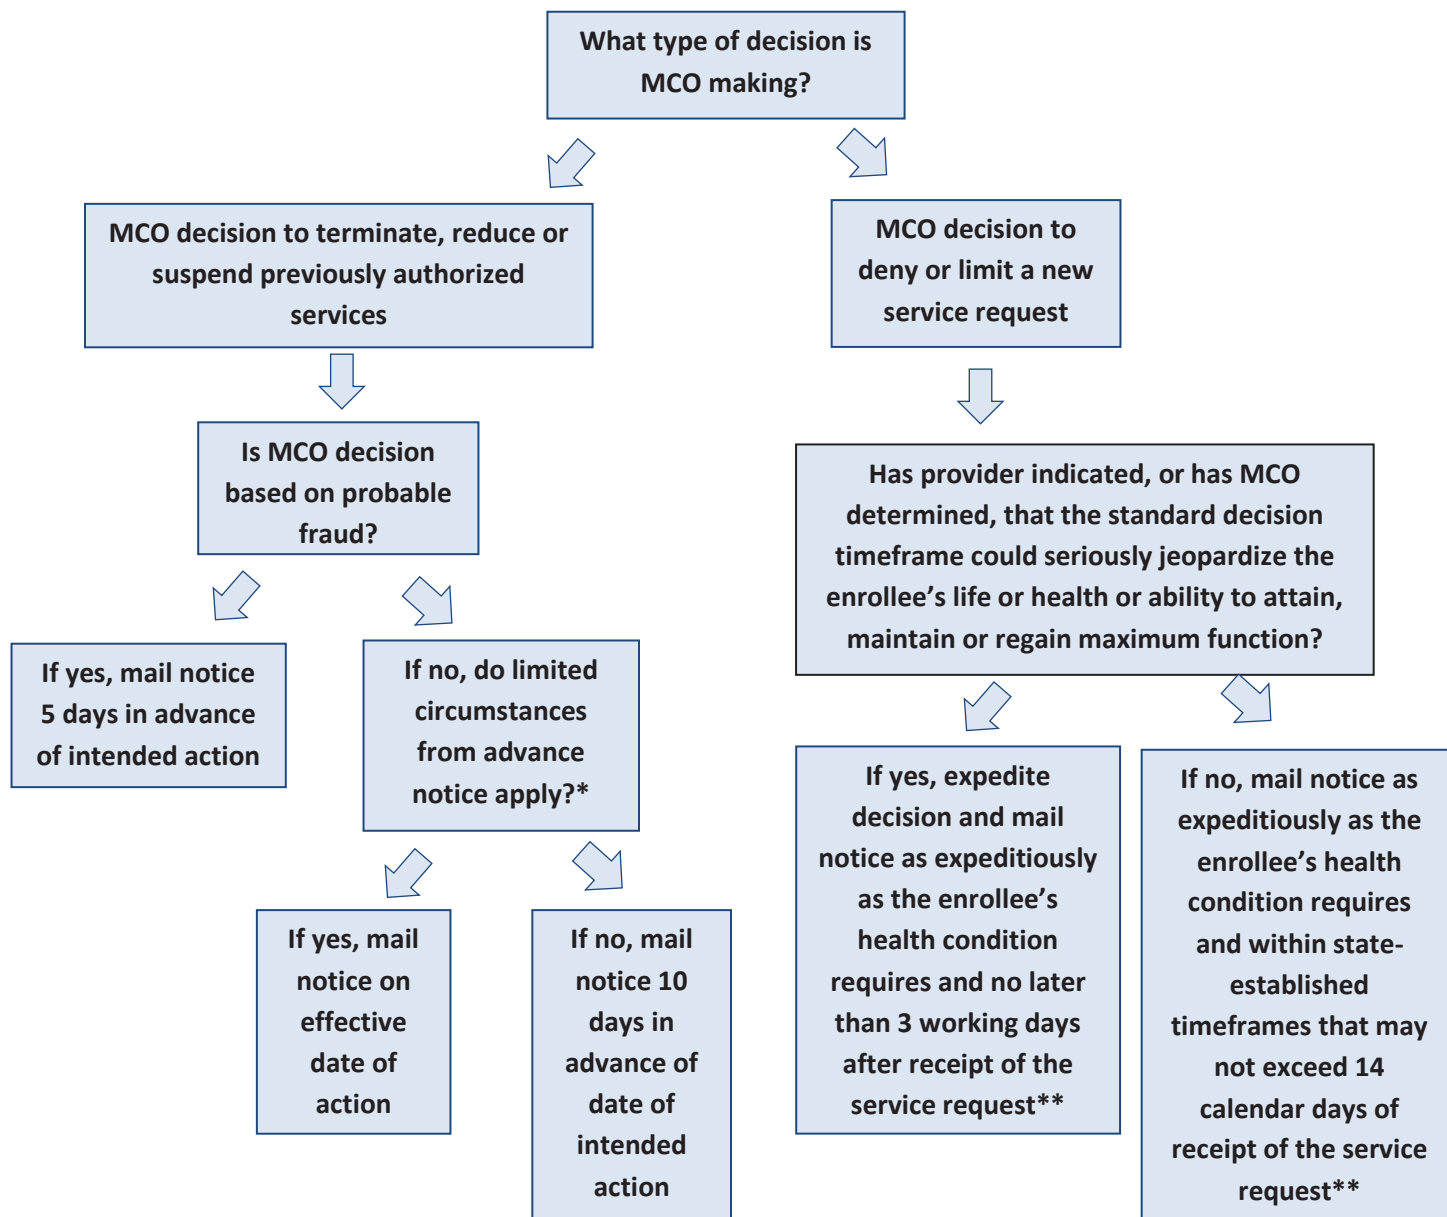 What type of decision is
MCO making?
MCO decision to terminate, reduce or
suspend previously authorized
services
MCO decision to
deny or limit a new
service request
Is MCO decision
based on probable
fraud?
Has provider indicated, or has MCO
determined, that the standard decision
timeframe could seriously jeopardize the
enrollee’s life or health or ability to attain,
maintain or regain maximum function?
If yes, mail notice
5 days in advance
of intended action
If no, do limited
circumstances
from advance
notice apply?*
If yes, mail
notice on
effective
date of
action
If no, mail
notice 10
days in
advance of
date of
intended
action
If yes, expedite
decision and mail
notice as expeditiously
as the enrollee’s
health condition
requires and no later
than 3 working days
after receipt of the
service request**
If no, mail notice as
expeditiously as the
enrollee’s health
condition requires
and within state-
established
timeframes that may
not exceed 14
calendar days of
receipt of the service
request**